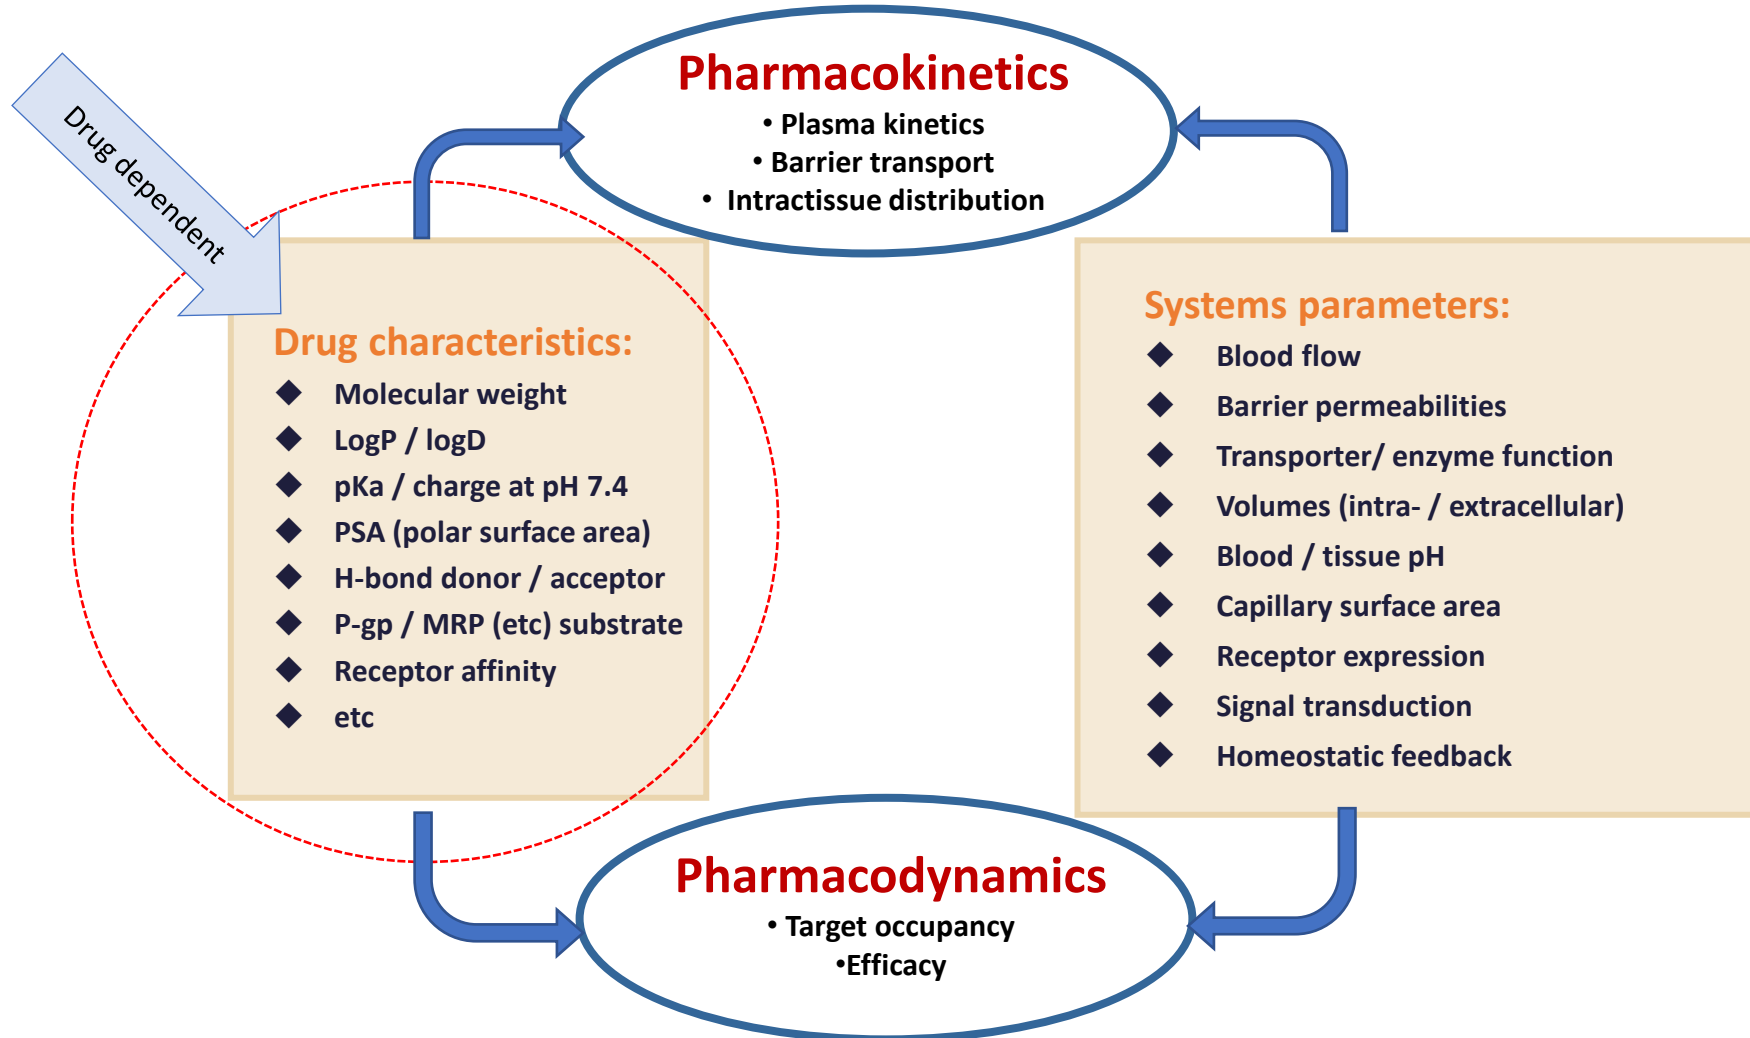 Pharmacokinetics
• Plasma kinetics
• Barrier transport
• Intractissue distribution
Drug dependent
Drug characteristics:
◆ Molecular weight
◆ LogP / logD
◆ pKa / charge at pH 7.4
◆ PSA (polar surface area)
◆ H-bond donor / acceptor
◆ P-gp / MRP (etc) substrate
◆ Receptor affinity
◆ etc
Systems parameters:
◆ Blood flow
◆ Barrier permeabilities
◆ Transporter/ enzyme function
◆ Volumes (intra- / extracellular)
◆ Blood / tissue pH
◆ Capillary surface area
◆ Receptor expression
◆ Signal transduction
◆ Homeostatic feedback
Pharmacodynamics
• Target occupancy
•Efficacy